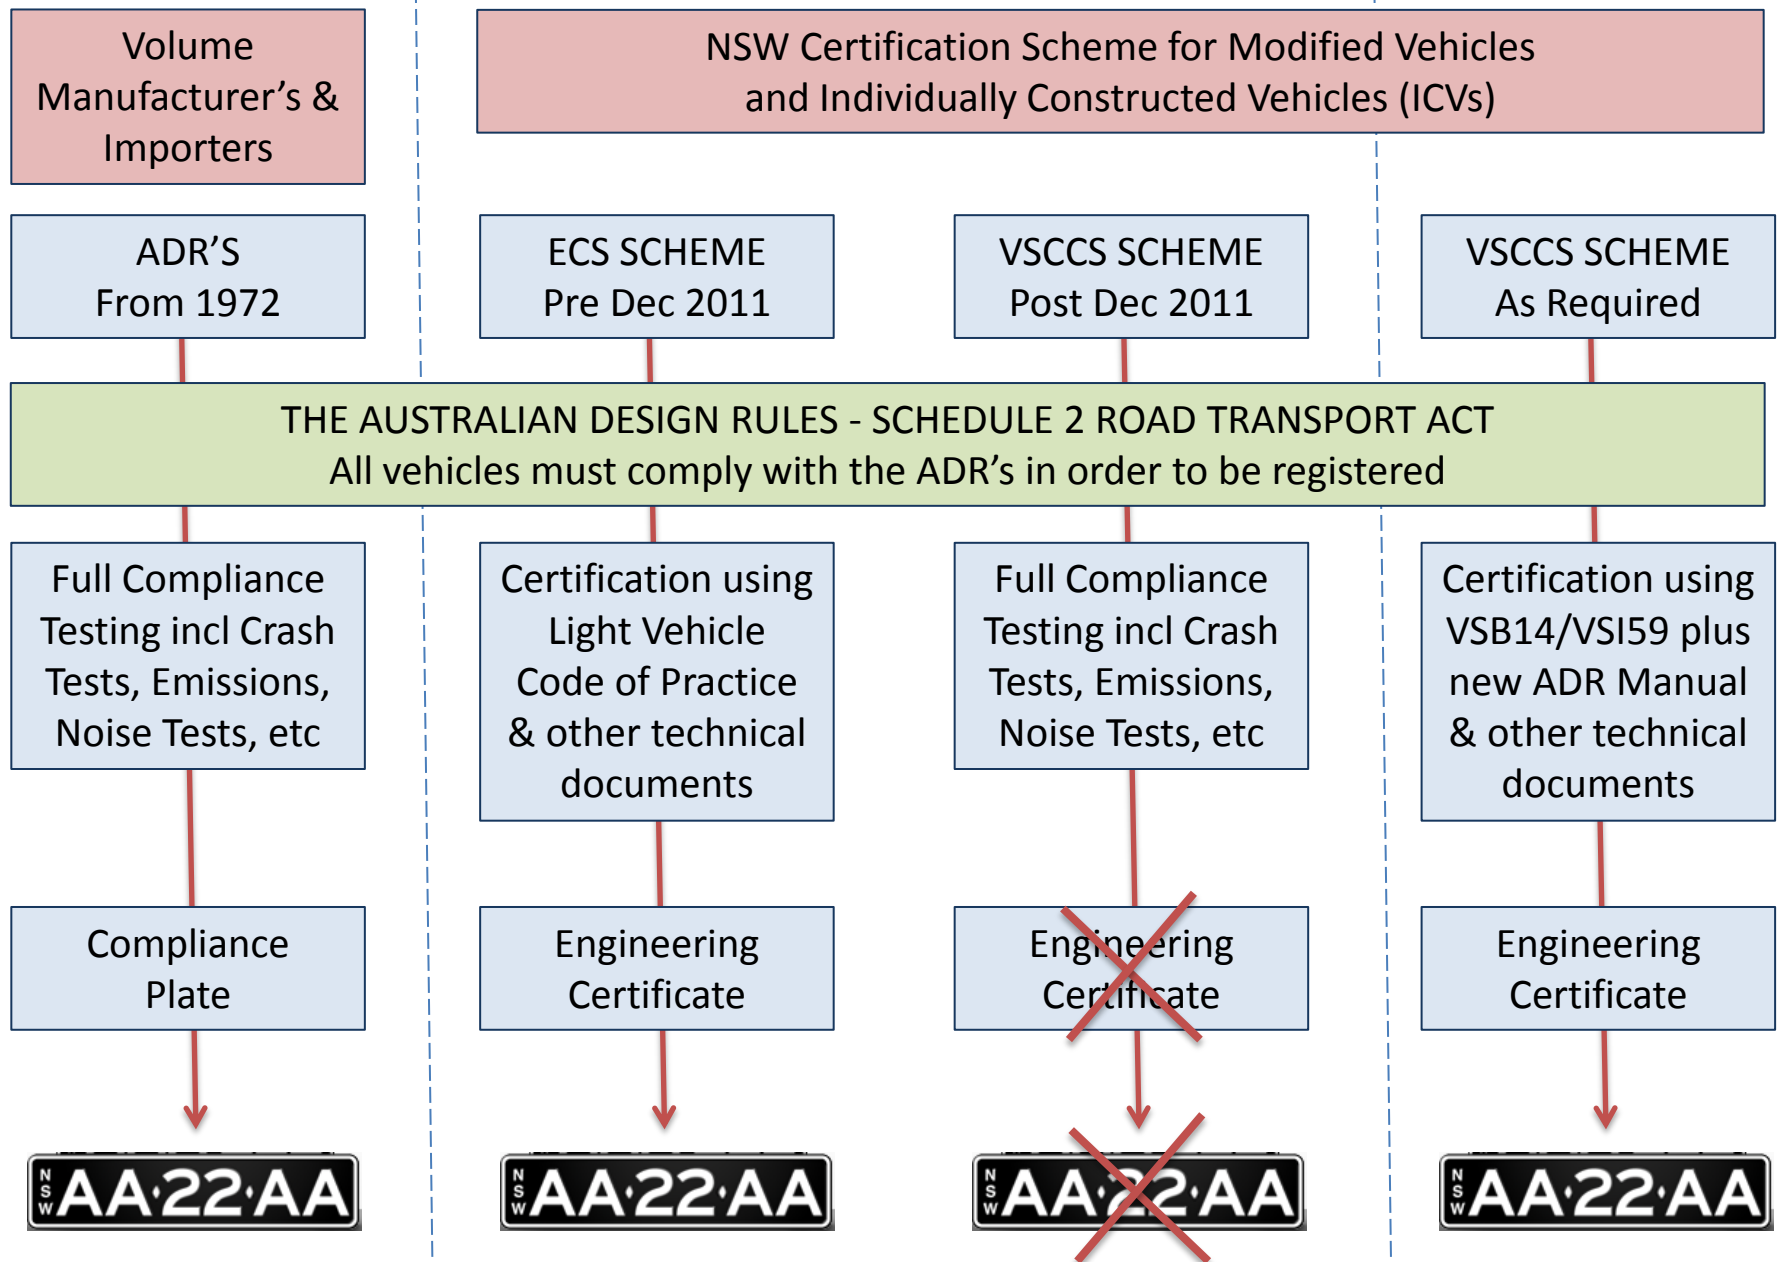 Volume
Manufacturer's &
Importers
NSW Certification Scheme for Modified Vehicles
and Individually Constructed Vehicles (ICVs)
ADR'S
From 1972
ECS SCHEME
Pre Dec 2011
VSCCS SCHEME
Post Dec 2011
VSCCS SCHEME
As Required
THE AUSTRALIAN DESIGN RULES - SCHEDULE 2 ROAD TRANSPORT ACT
All vehicles must comply with the ADR's in order to be registered
Full Compliance
Testing incl Crash
Tests, Emissions,
Noise Tests, etc
Certification using
Light Vehicle
Code of Practice
& other technical
documents
Full Compliance
Testing incl Crash
Tests, Emissions,
Noise Tests, etc
Certification using
VSB14/VSI59 plus
new ADR Manual
& other technical
documents
Compliance
Plate
Engineering
Certificate
Engineering
Certificate
Engineering
Certificate
NSW AA·22·AA
NSW AA·22·AA
NSW AA·22·AA
NSW AA·22·AA